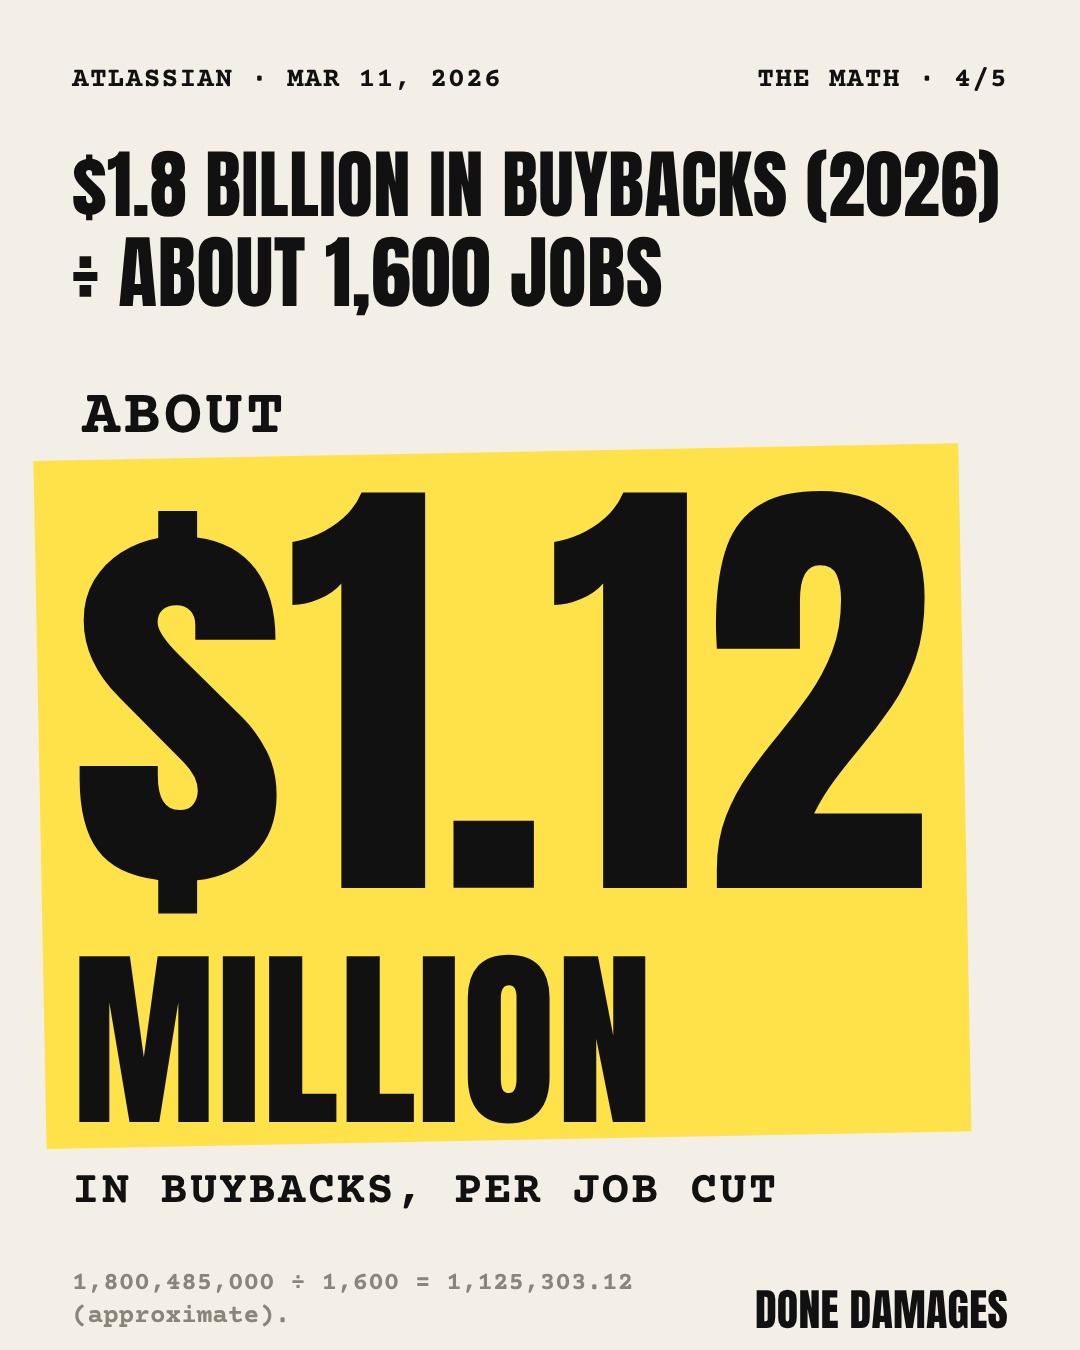 ATLASSIAN · MAR 11, 2026
THE MATH · 4/5
$1.8 BILLION IN BUYBACKS (2026)
÷ ABOUT 1,600 JOBS
ABOUT
$1.12
MILLION
IN BUYBACKS, PER JOB CUT
1,800,485,000 ÷ 1,600 = 1,125,303.12
(approximate).
DONE DAMAGES